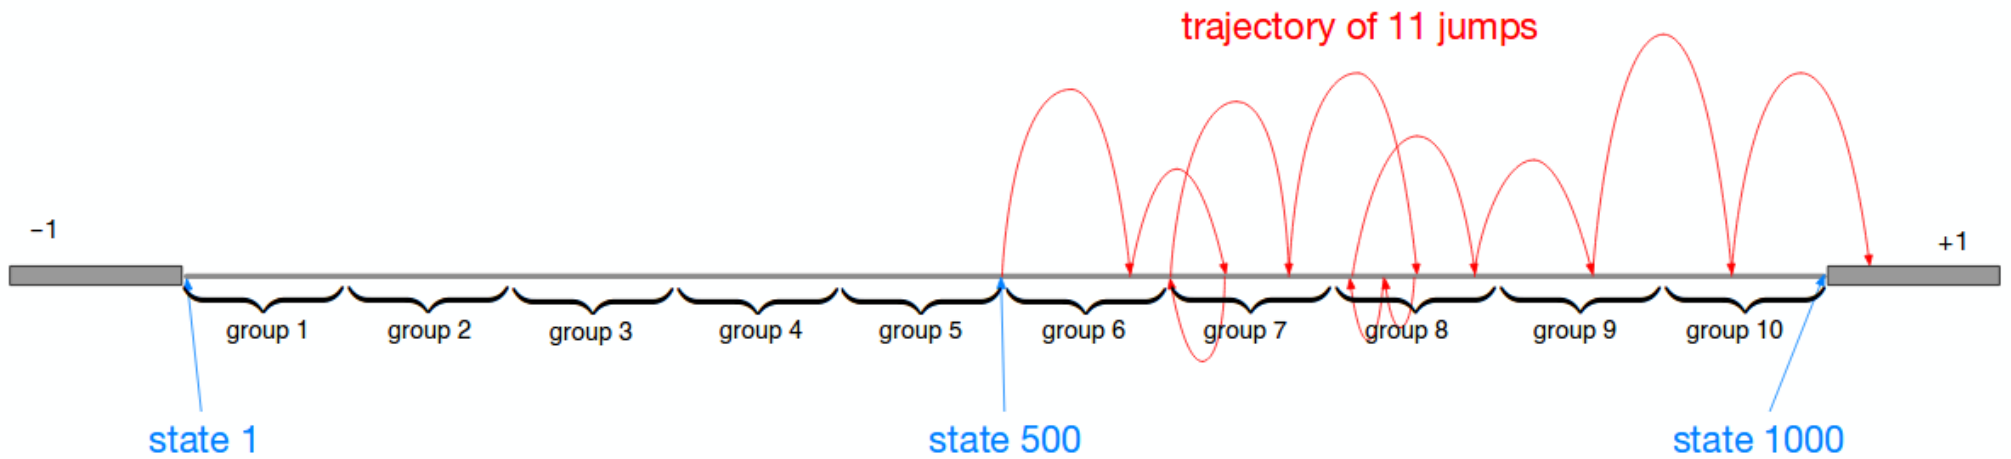 trajectory of 11 jumps
−1
+1
group 1
group 2
group 3
group 4
group 5
group 6
group 7
group 8
group 9
group 10
state 1
state 500
state 1000